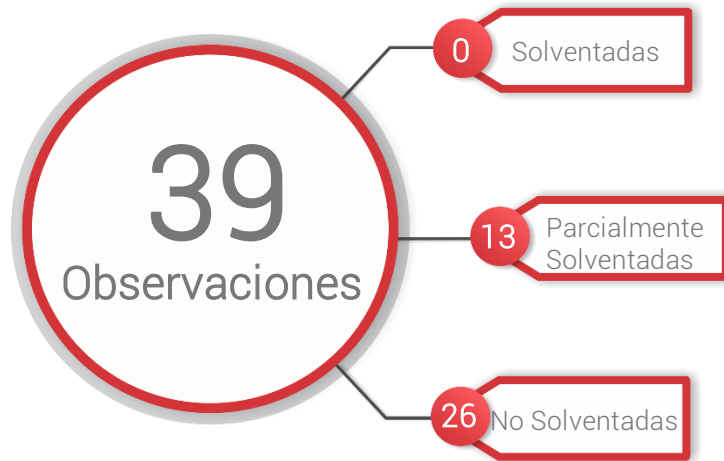 39
Observaciones
0
Solventadas
13
Parcialmente
Solventadas
26
No Solventadas